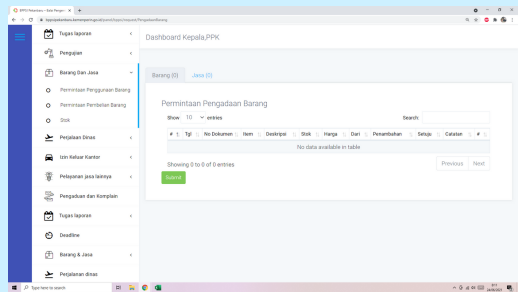 Tugas laporan
Pengujian
Barang Dan Jasa
Permintaan Penggunaan Barang
Permintaan Pembelian Barang
Stok
Perjalaan Dinas
Izin Keluar Kantor
Pelayanan jasa lainnya
Pengaduan dan Komplain
Tugas laporan
Deadline
Barang & Jasa
Perjalanan dinas
Dashboard Kepala,PPK
Barang (0) Jasa (0)
Permintaan Pengadaan Barang
Show 10 entries Search:
# Tgl No Dokumen Item Deskripsi Stok Harga Dari Penambahan Setuju Catatan #
No data available in table
Showing 0 to 0 of 0 entries
Previous Next
Submit
Type here to search